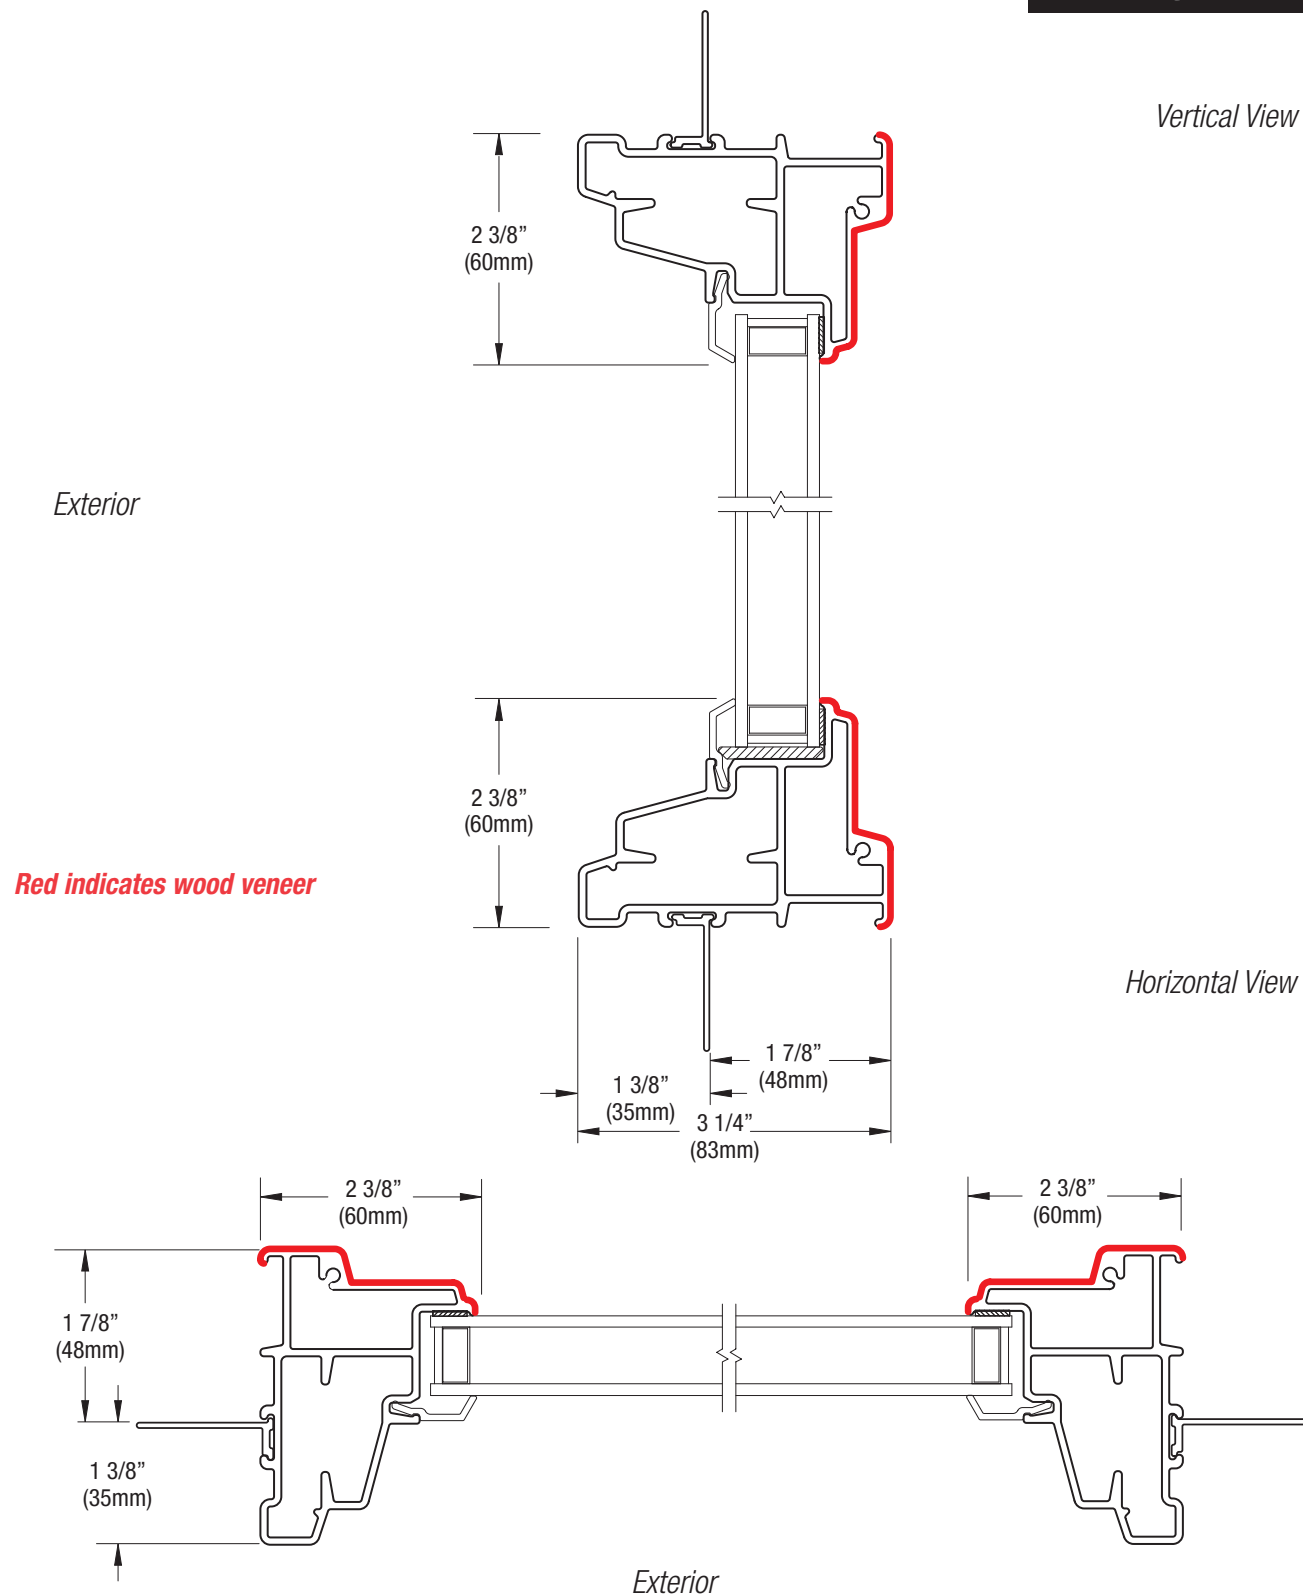 Vertical View
2 3/8”
(60mm)
Exterior
2 3/8”
(60mm)
Red indicates wood veneer
Horizontal View
1 7/8”
(48mm)
1 3/8”
(35mm)
3 1/4”
(83mm)
2 3/8”
(60mm)
2 3/8”
(60mm)
1 7/8”
(48mm)
1 3/8”
(35mm)
Exterior